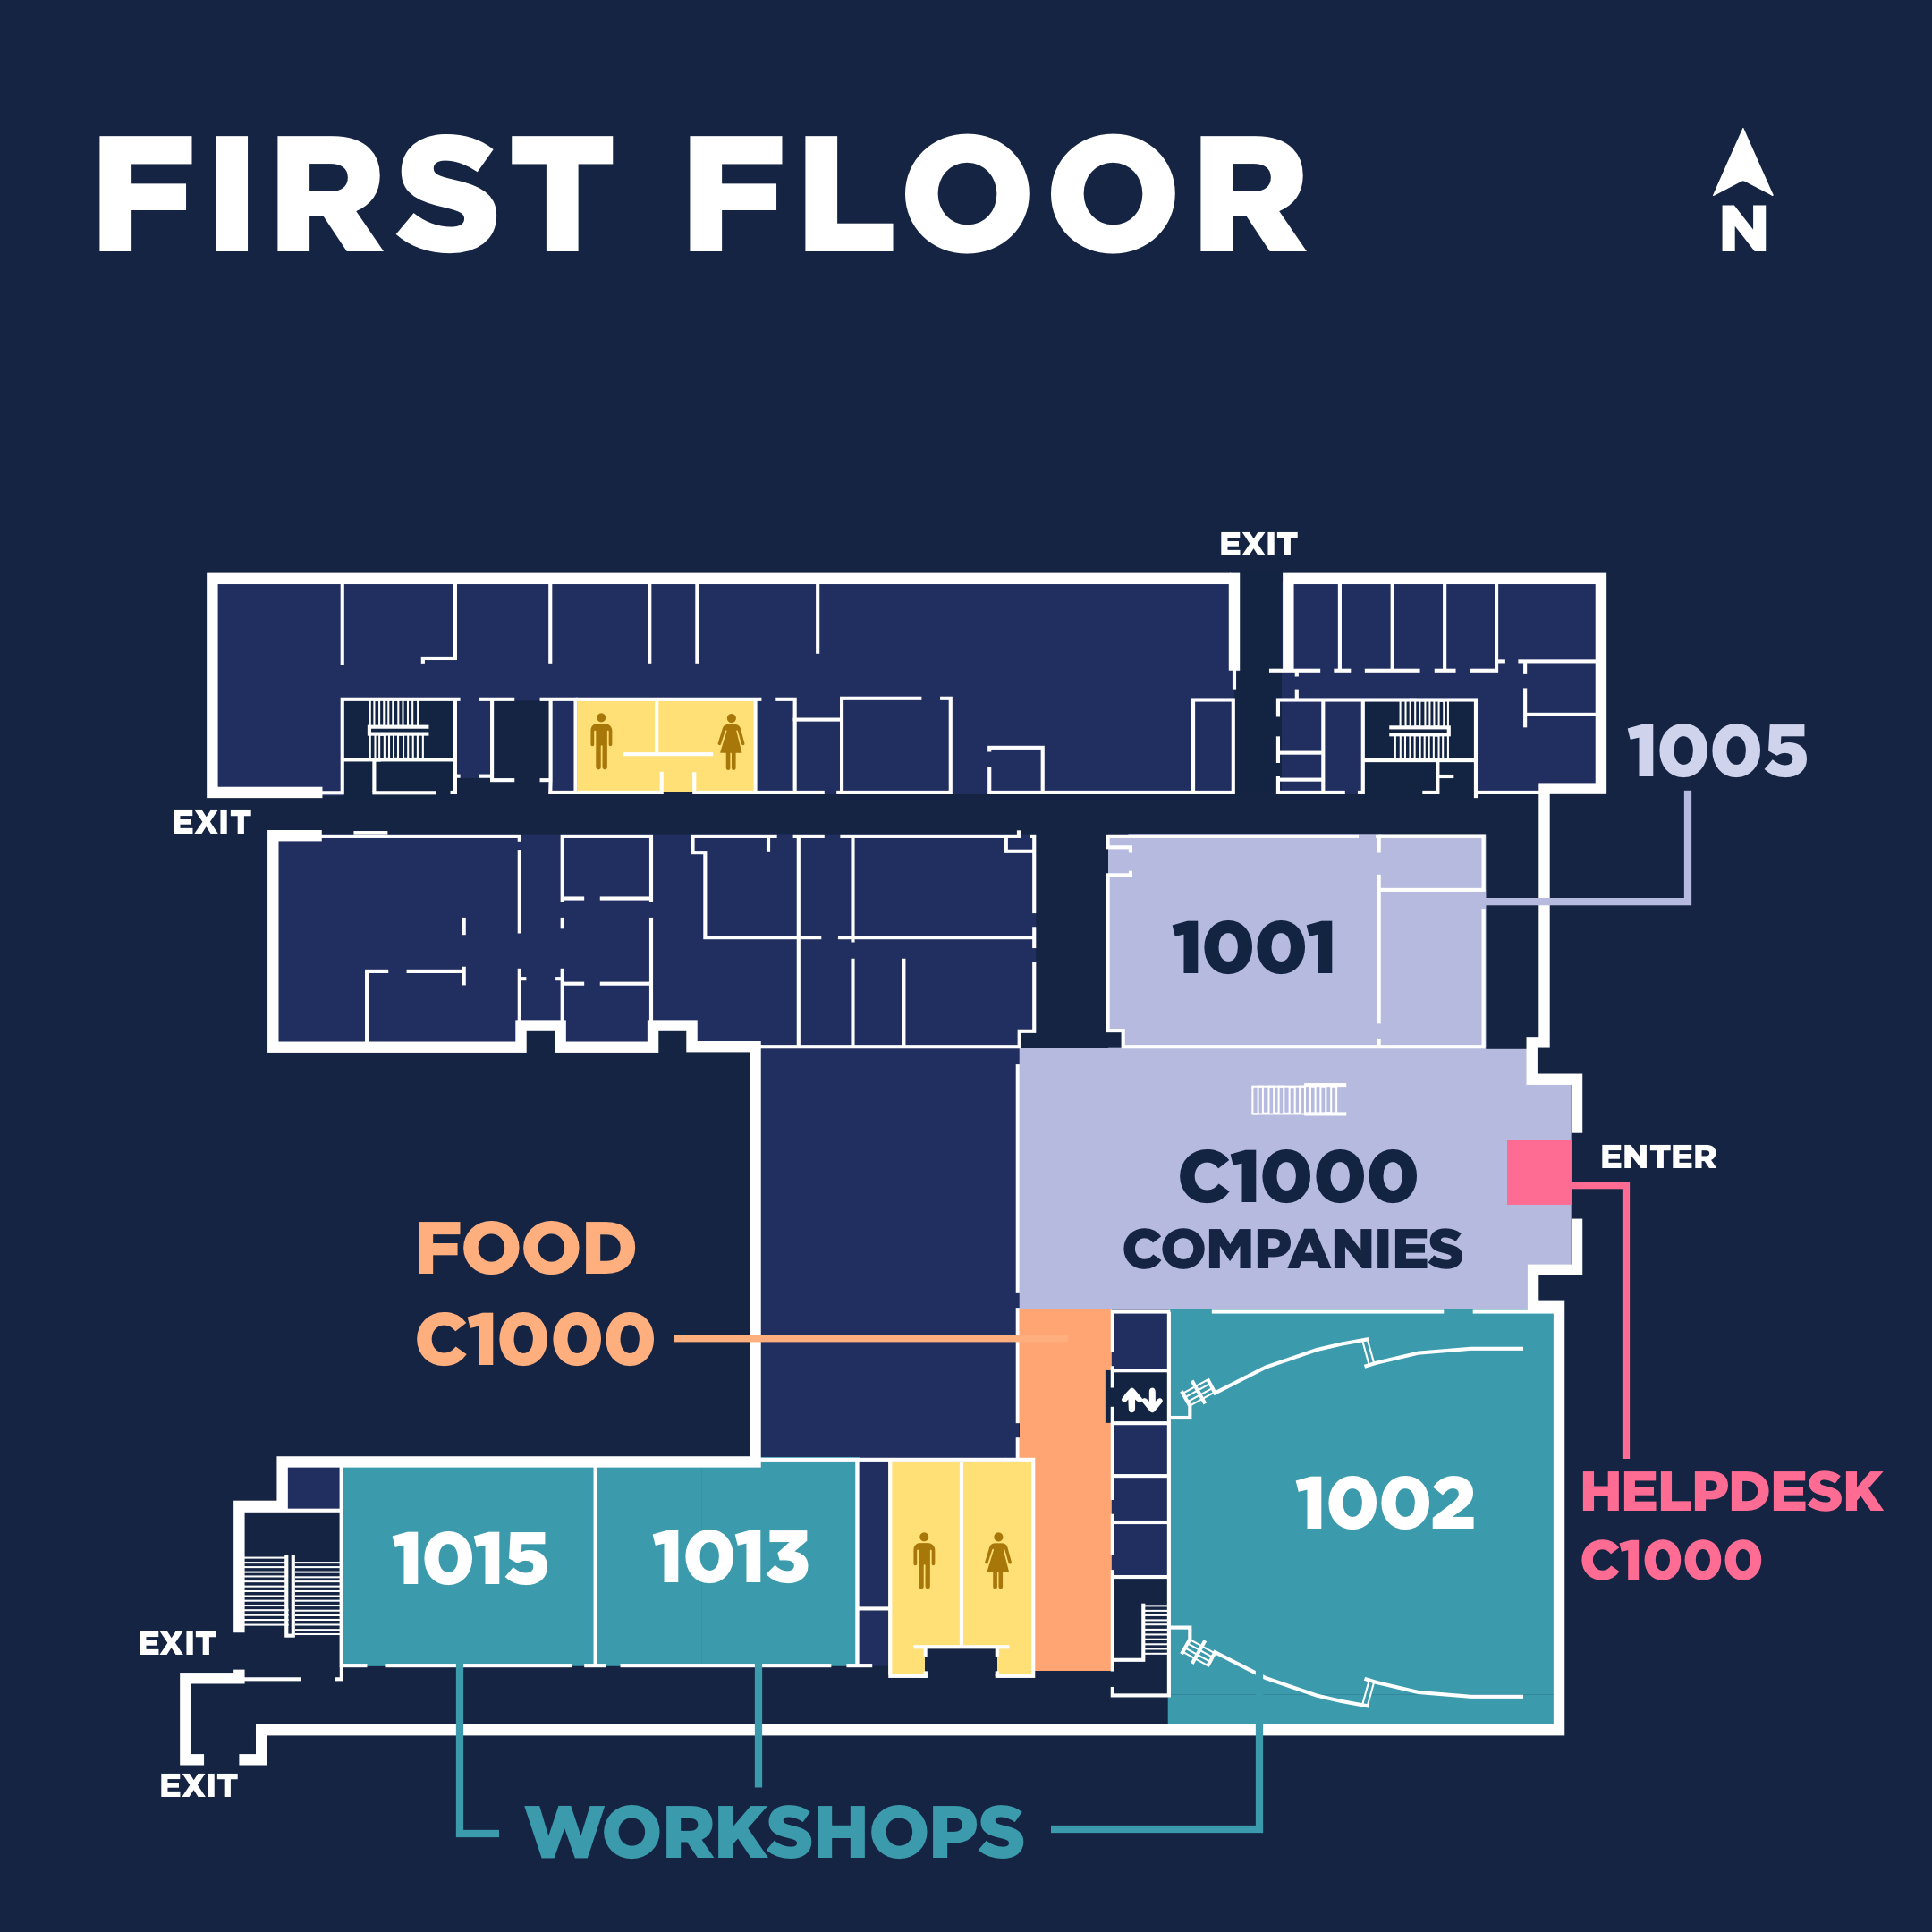 FIRST FLOOR
N
EXIT
1005
EXIT
1001
C1000
COMPANIES
ENTER
FOOD
C1000
1002
HELPDESK
C1000
1015
1013
EXIT
EXIT
WORKSHOPS